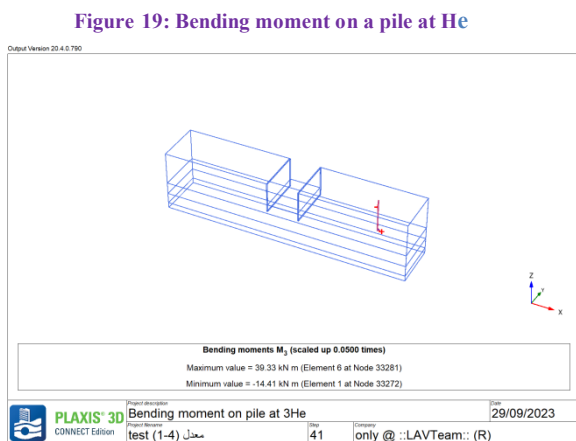 Figure 19: Bending moment on a pile at He
Output Version 20.4.0.790
Z
Y
X
Bending moments M3 (scaled up 0.0500 times)
Maximum value = 39.33 kN m (Element 6 at Node 33281)
Minimum value = -14.41 kN m (Element 1 at Node 33272)
PLAXIS® 3D
CONNECT Edition
Project description
Bending moment on pile at 3He
Date
29/09/2023
Project filename
test (1-4) معدل
Step
41
Company
only @ ::LAVTeam:: (R)